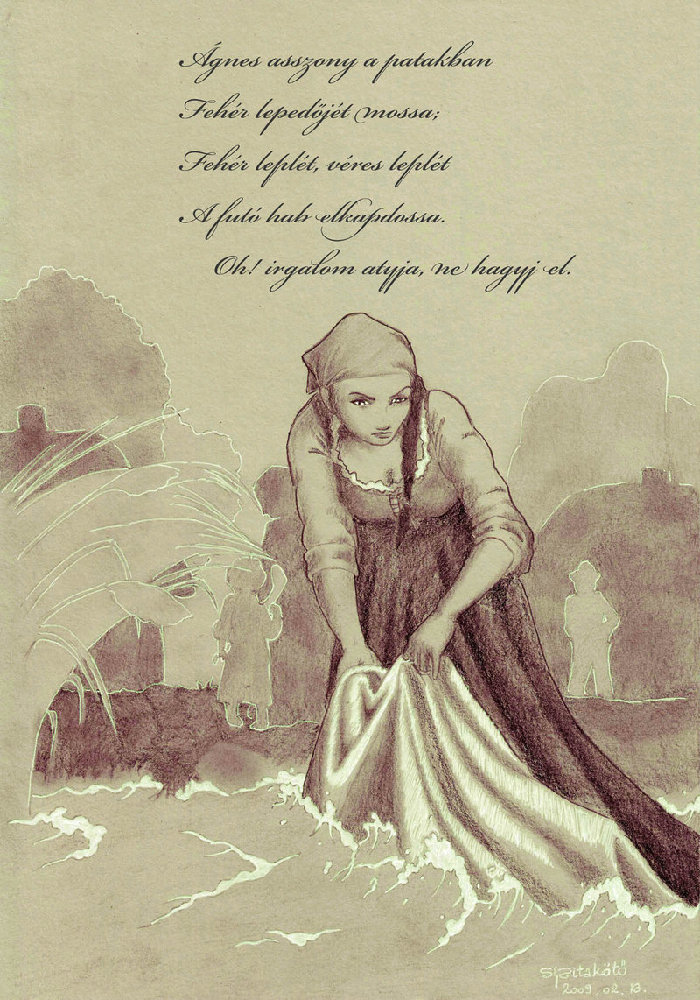 Ágnes asszony a patakban
Fehér lepedőjét mossa;
Fehér leplét, véres leplét
A futó hab elkapdossa.
Oh! irgalom atyja, ne hagyj el.
2009. 02. 13.